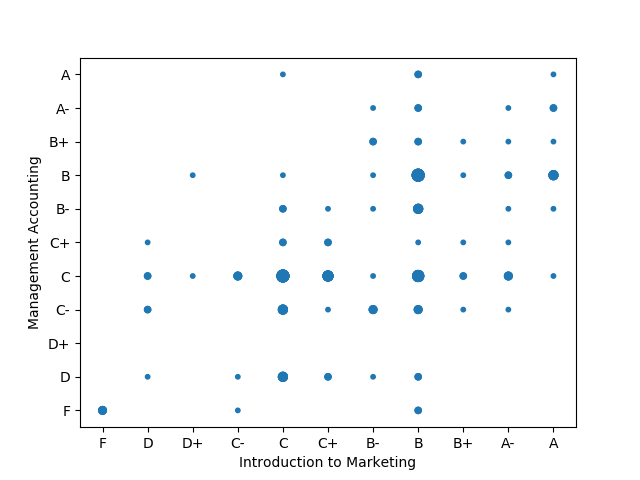 Management Accounting
A
A-
B+
B
B-
C+
C
C-
D+
D
F
F D D+ C- C C+ B- B B+ A- A
Introduction to Marketing